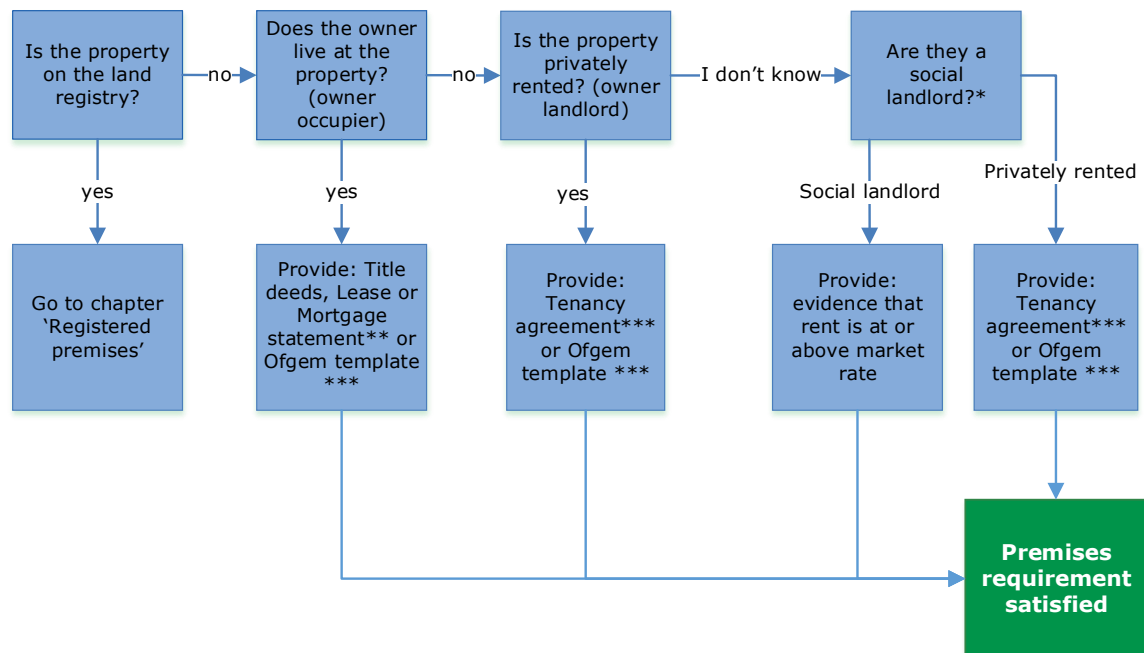 Is the property
on the land
registry?
no
Does the owner
live at the
property?
(owner
occupier)
no
Is the property
privately
rented? (owner
landlord)
I don’t know
Are they a
social
landlord?*
yes
yes
yes
Social landlord
Privately rented
Go to chapter
‘Registered
premises’
Provide: Title
deeds, Lease or
Mortgage
statement** or
Ofgem template
***
Provide:
Tenancy
agreement***
or Ofgem
template ***
Provide:
evidence that
rent is at or
above market
rate
Provide:
Tenancy
agreement***
or Ofgem
template ***
Premises
requirement
satisfied